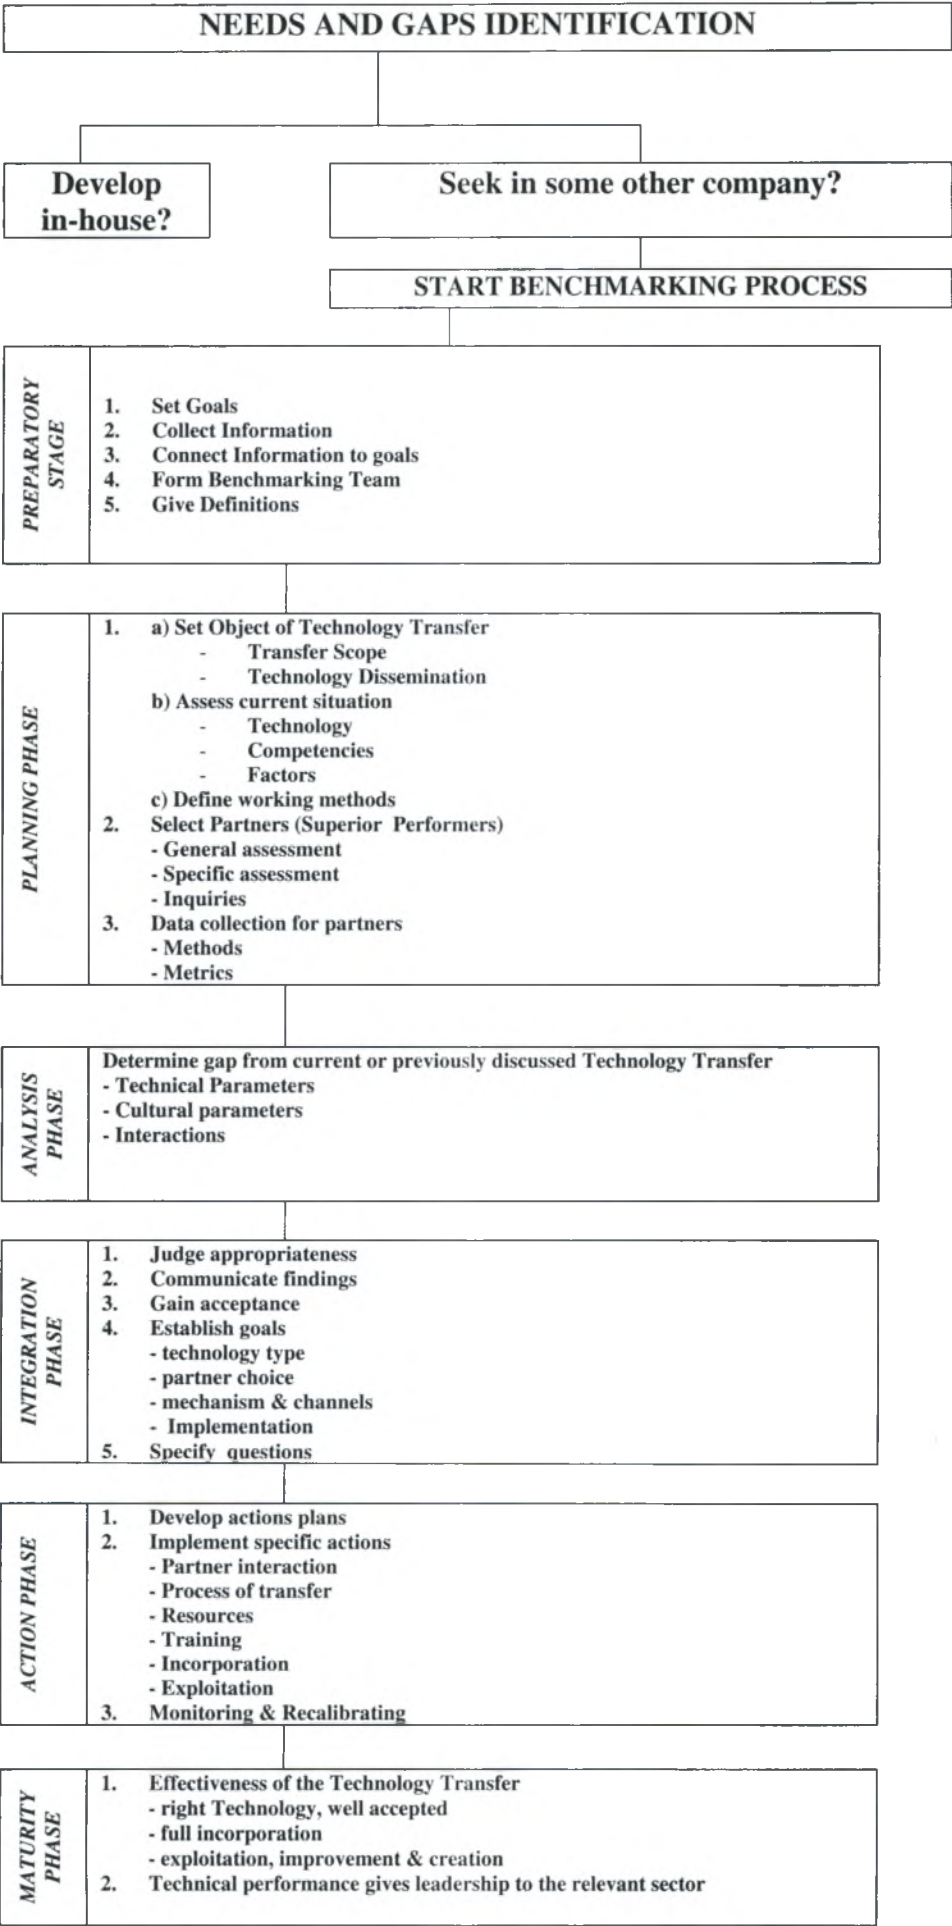 NEEDS AND GAPS IDENTIFICATION
Develop
in-house?
Seek in some other company?
START BENCHMARKING PROCESS
PREPARATORY
STAGE
1. Set Goals
2. Collect Information
3. Connect Information to goals
4. Form Benchmarking Team
5. Give Definitions
PLANNING PHASE
1. a) Set Object of Technology Transfer
- Transfer Scope
- Technology Dissemination
b) Assess current situation
- Technology
- Competencies
- Factors
c) Define working methods
2. Select Partners (Superior Performers)
- General assessment
- Specific assessment
- Inquiries
3. Data collection for partners
- Methods
- Metrics
ANALYSIS
PHASE
Determine gap from current or previously discussed Technology Transfer
- Technical Parameters
- Cultural parameters
- Interactions
INTEGRATION
PHASE
1. Judge appropriateness
2. Communicate findings
3. Gain acceptance
4. Establish goals
- technology type
- partner choice
- mechanism & channels
- Implementation
5. Specify questions
ACTION PHASE
1. Develop actions plans
2. Implement specific actions
- Partner interaction
- Process of transfer
- Resources
- Training
- Incorporation
- Exploitation
3. Monitoring & Recalibrating
MATURITY
PHASE
1. Effectiveness of the Technology Transfer
- right Technology, well accepted
- full incorporation
- exploitation, improvement & creation
2. Technical performance gives leadership to the relevant sector